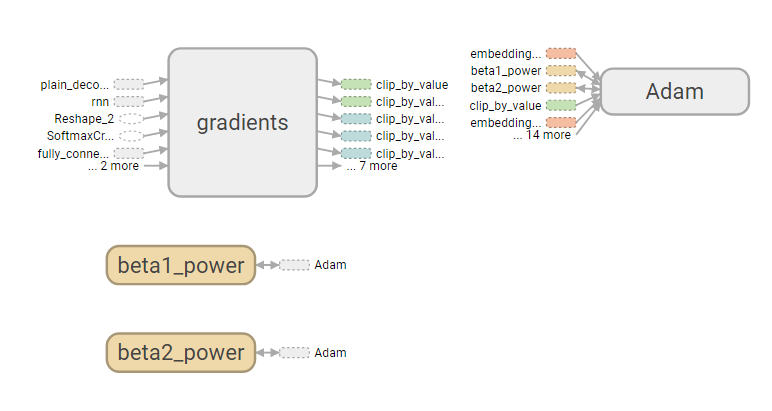 plain_deco...
rnn
Reshape_2
SoftmaxCr...
fully_conne...
... 2 more
gradients
clip_by_value
clip_by_val...
clip_by_val...
clip_by_val...
clip_by_val...
... 7 more
embedding...
beta1_power
beta2_power
clip_by_value
embedding...
... 14 more
Adam
beta1_power
Adam
beta2_power
Adam